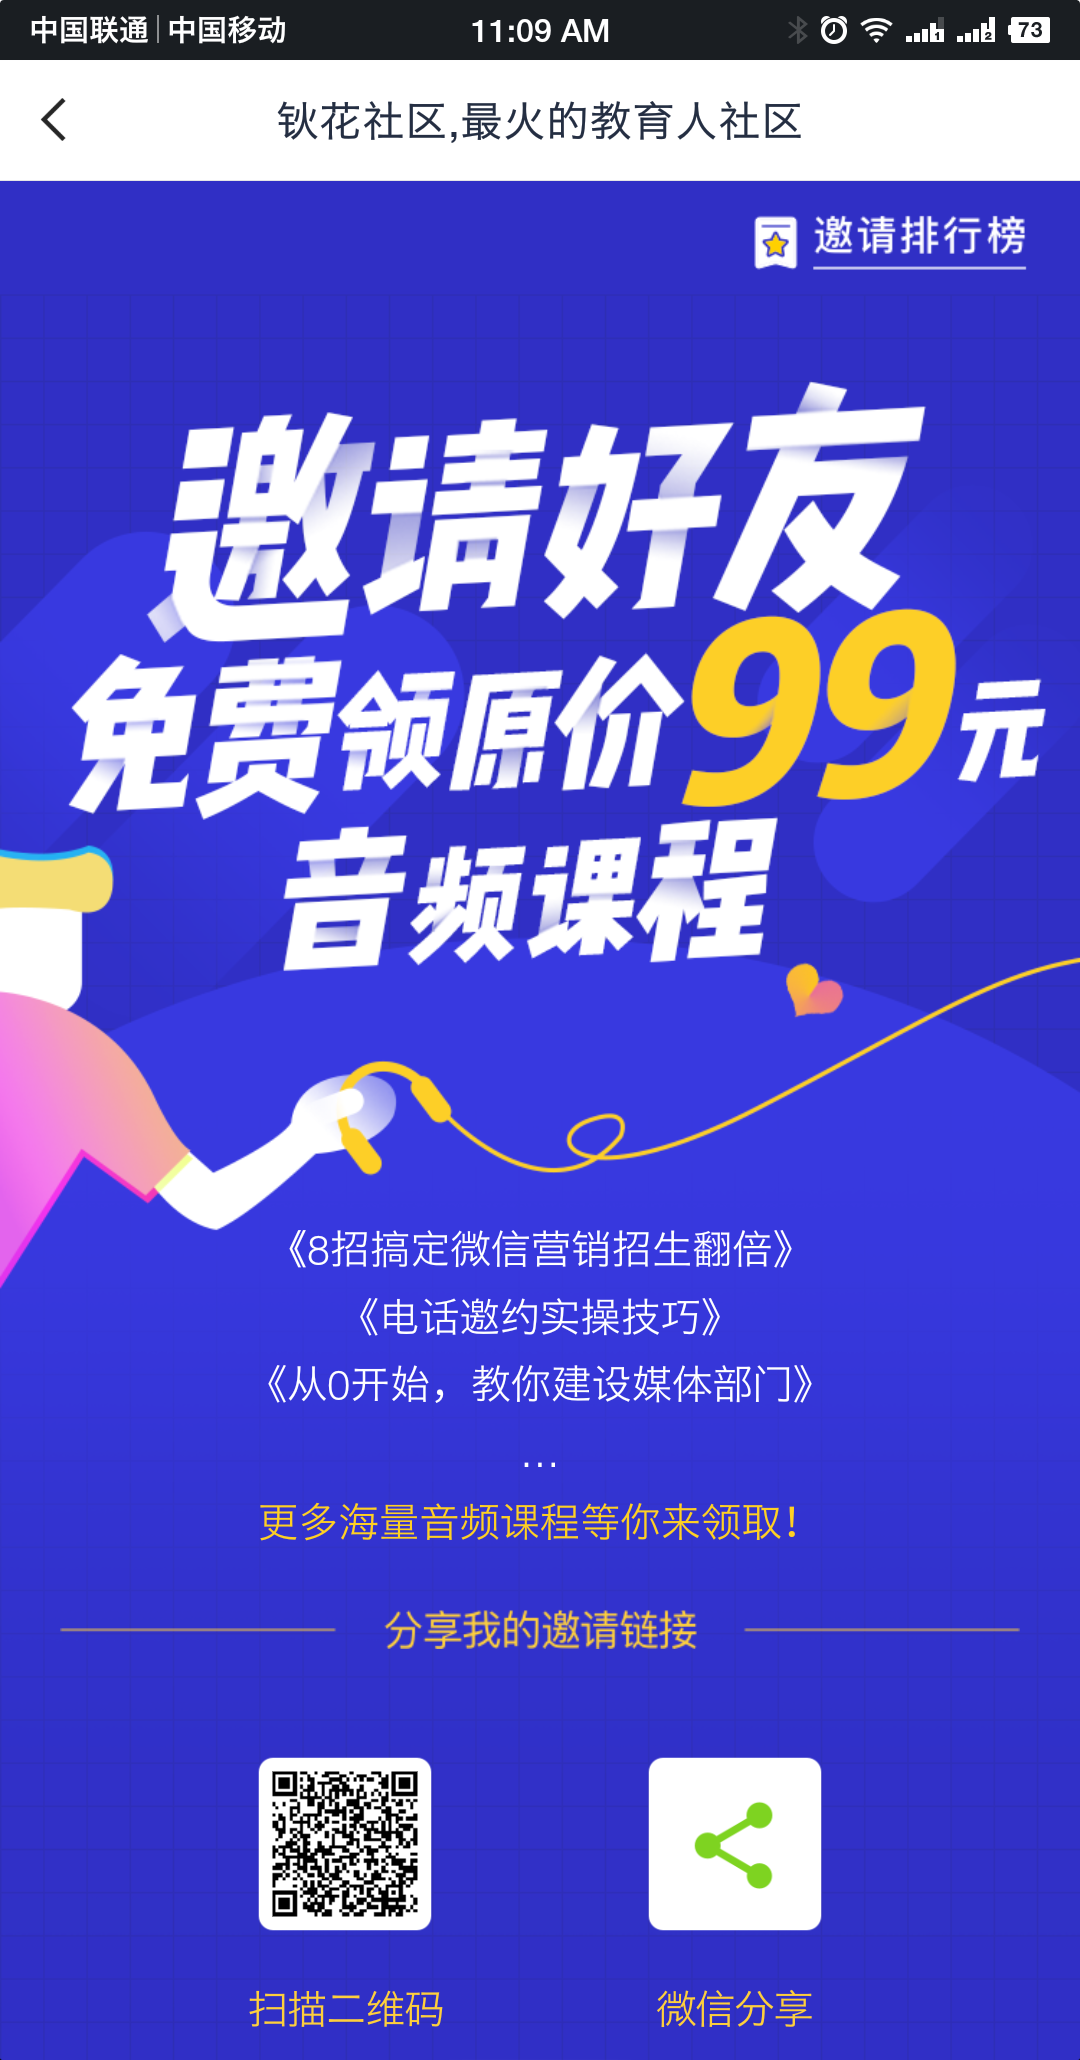 中国联通 中国移动 11:09 AM 73
钬花社区,最火的教育人社区
邀请排行榜
邀请好友
免费领原价99元
音频课程
《8招搞定微信营销招生翻倍》
《电话邀约实操技巧》
《从0开始，教你建设媒体部门》
...
更多海量音频课程等你来领取！
分享我的邀请链接
扫描二维码 微信分享